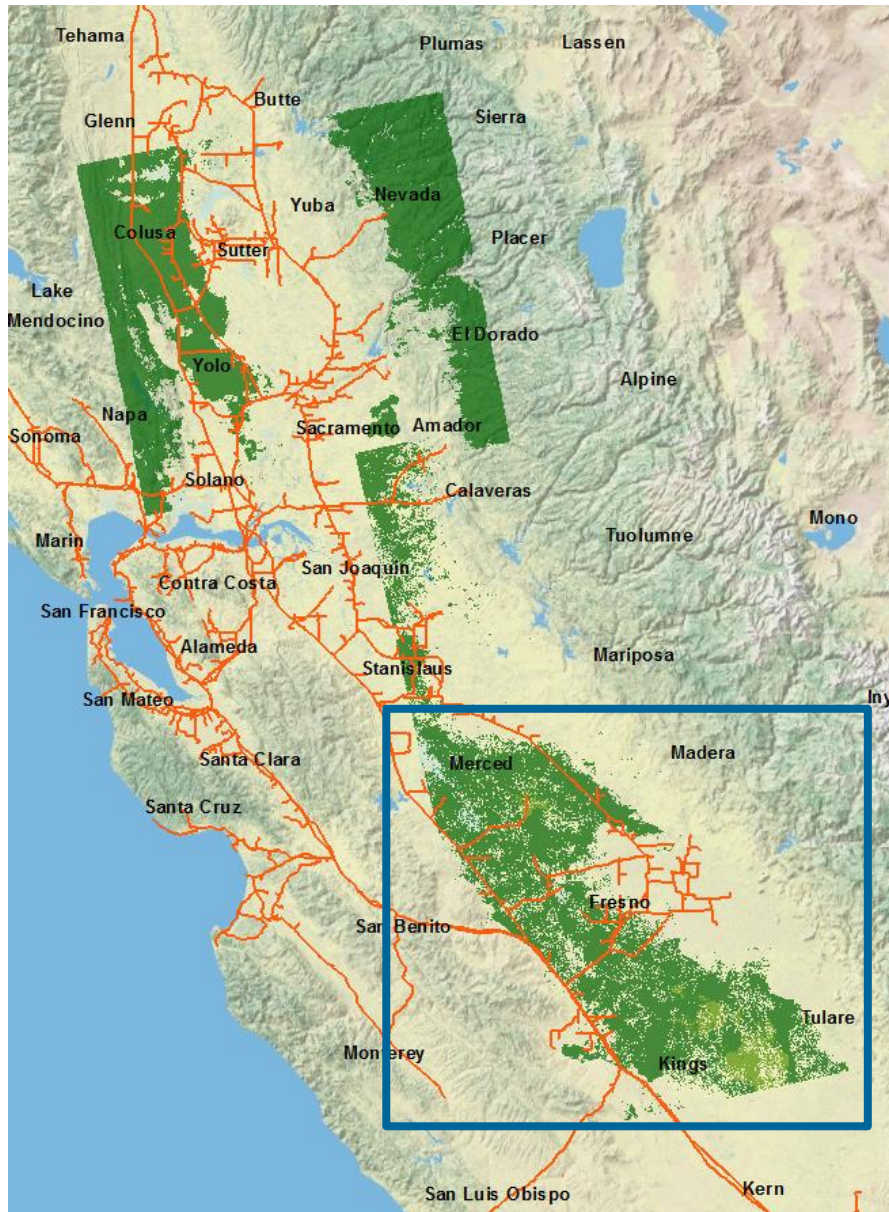 Tehama
Plumas
Lassen
Butte
Glenn
Sierra
Nevada
Yuba
Colusa
Placer
Sutter
Lake
Mendocino
El Dorado
Yolo
Alpine
Napa
Sacramento
Amador
Sonoma
Solano
Calaveras
Mono
Tuolumne
Marin
San Joaquin
Contra Costa
San Francisco
Alameda
Mariposa
Stanislaus
San Mateo
Iny
Madera
Santa Clara
Merced
Santa Cruz
Fresno
San Benito
Tulare
Monterey
Kings
Kern
San Luis Obispo